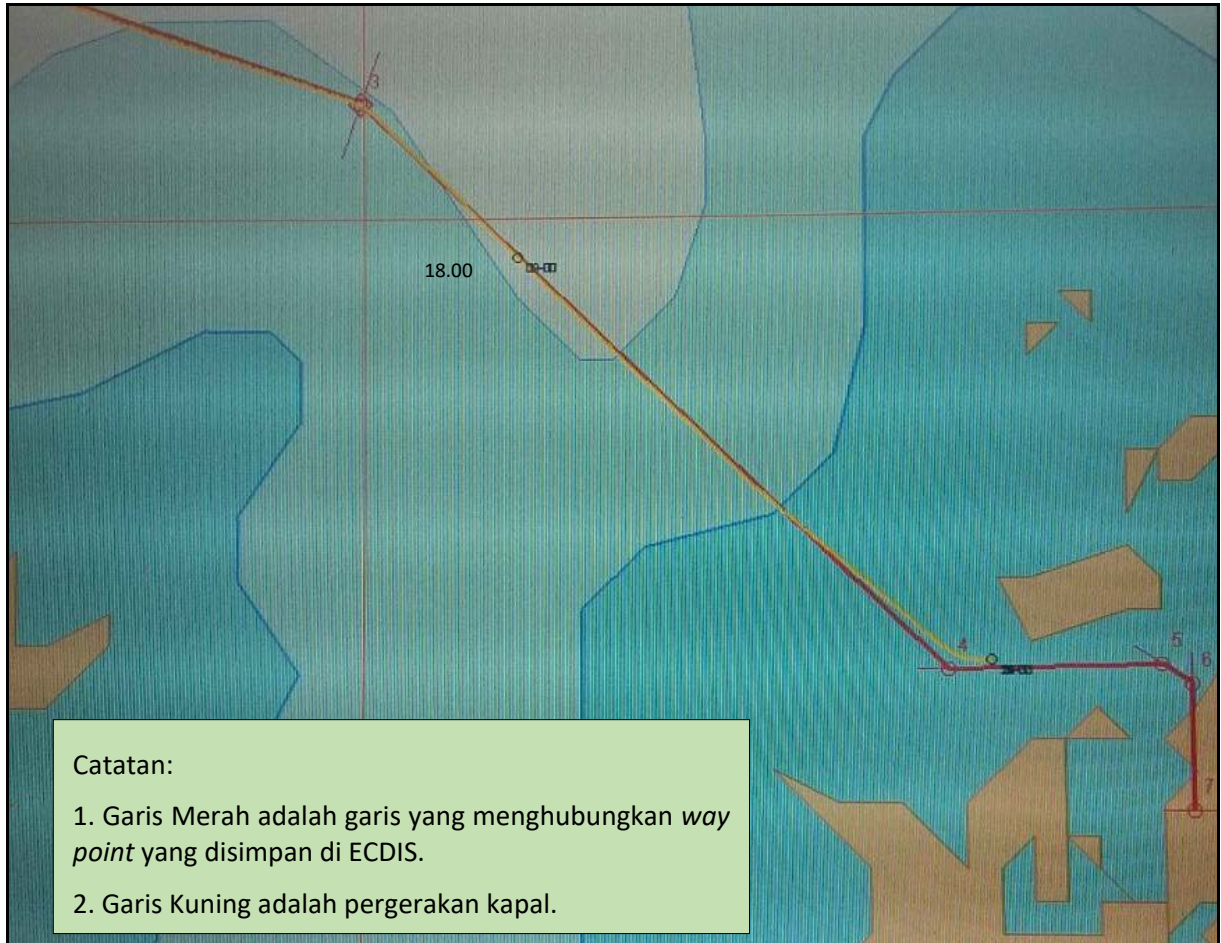 3
18.00
4
5
6
7
Catatan:
1. Garis Merah adalah garis yang menghubungkan way
point yang disimpan di ECDIS.
2. Garis Kuning adalah pergerakan kapal.